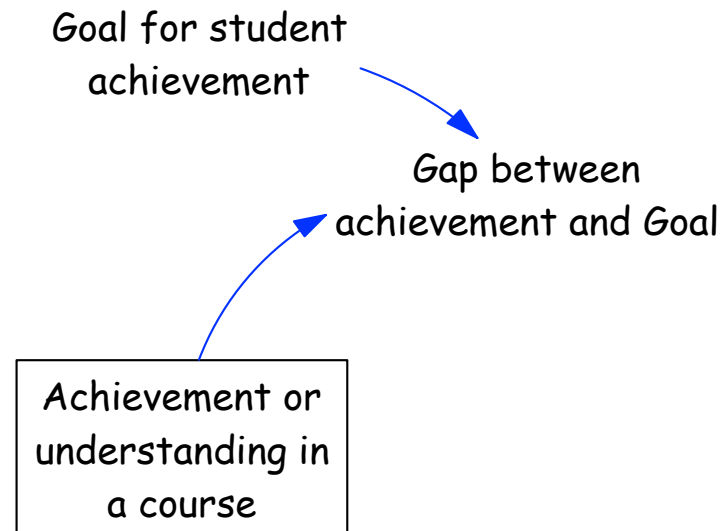 Goal for student
achievement
Gap between
achievement and Goal
Achievement or
understanding in
a course